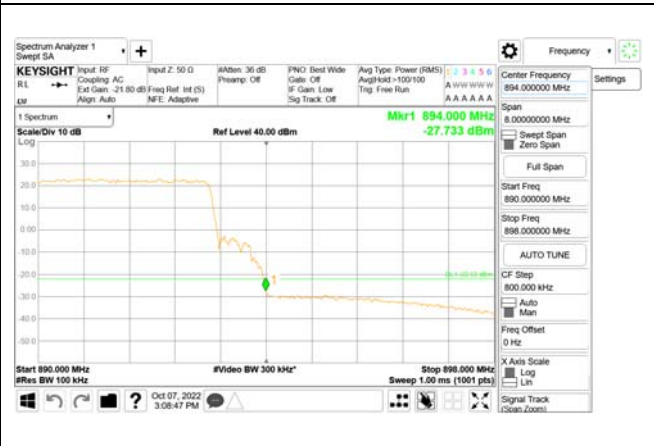 Spectrum Analyzer 1
Swept SA
Frequency
KEYSIGHT
RL
Input: RF
Coupling: AC
Ext Gain: -21.80 dB
Align: Auto
Input Z: 50 Ω
Freq Ref: Int (S)
NFE: Adaptive
#Atten: 36 dB
Preamp: Off
PNO: Best Wide
Gate: Off
IF Gain: Low
Sig Track: Off
Avg Type: Power (RMS)
Avg|Hold:>100/100
Trig: Free Run
1 2 3 4 5 6
A W W W W W
A A A A A A
Center Frequency
894.000000 MHz
Settings
Span
8.00000000 MHz
Swept Span
Zero Span
Full Span
Start Freq
890.000000 MHz
Stop Freq
898.000000 MHz
AUTO TUNE
CF Step
800.000 kHz
Auto
Man
Freq Offset
0 Hz
X Axis Scale
Log
Lin
Signal Track
(Span Zoom)
1 Spectrum
Scale/Div 10 dB
Log
Ref Level 40.00 dBm
Mkr1 894.000 MHz
-27.733 dBm
30.0
20.0
10.0
0.00
-10.0
-20.0
-30.0
-40.0
-50.0
1
Start 890.000 MHz
#Res BW 100 kHz
#Video BW 300 kHz*
Stop 898.000 MHz
Sweep 1.00 ms (1001 pts)
?
Oct 07, 2022
3:08:47 PM